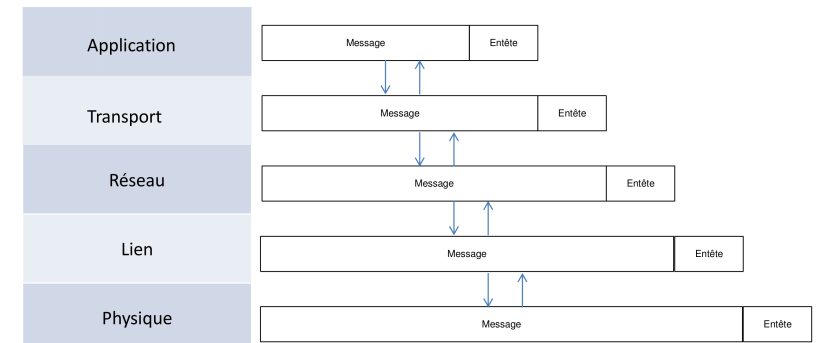 Application
Message Entête
Transport
Message Entête
Réseau
Message Entête
Lien
Message Entête
Physique
Message Entête